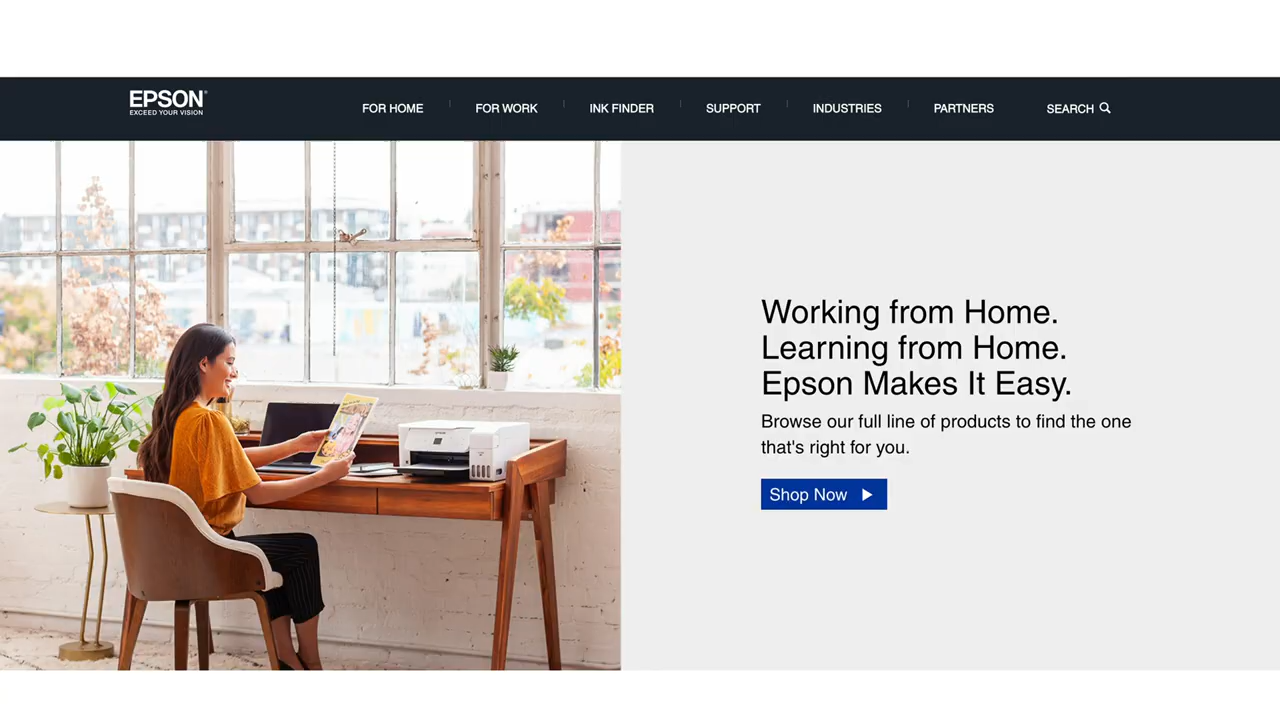 EPSON
EXCEED YOUR VISION
FOR HOME
FOR WORK
INK FINDER
SUPPORT
INDUSTRIES
PARTNERS
SEARCH
Working from Home.
Learning from Home.
Epson Makes It Easy.
Browse our full line of products to find the one
that's right for you.
Shop Now